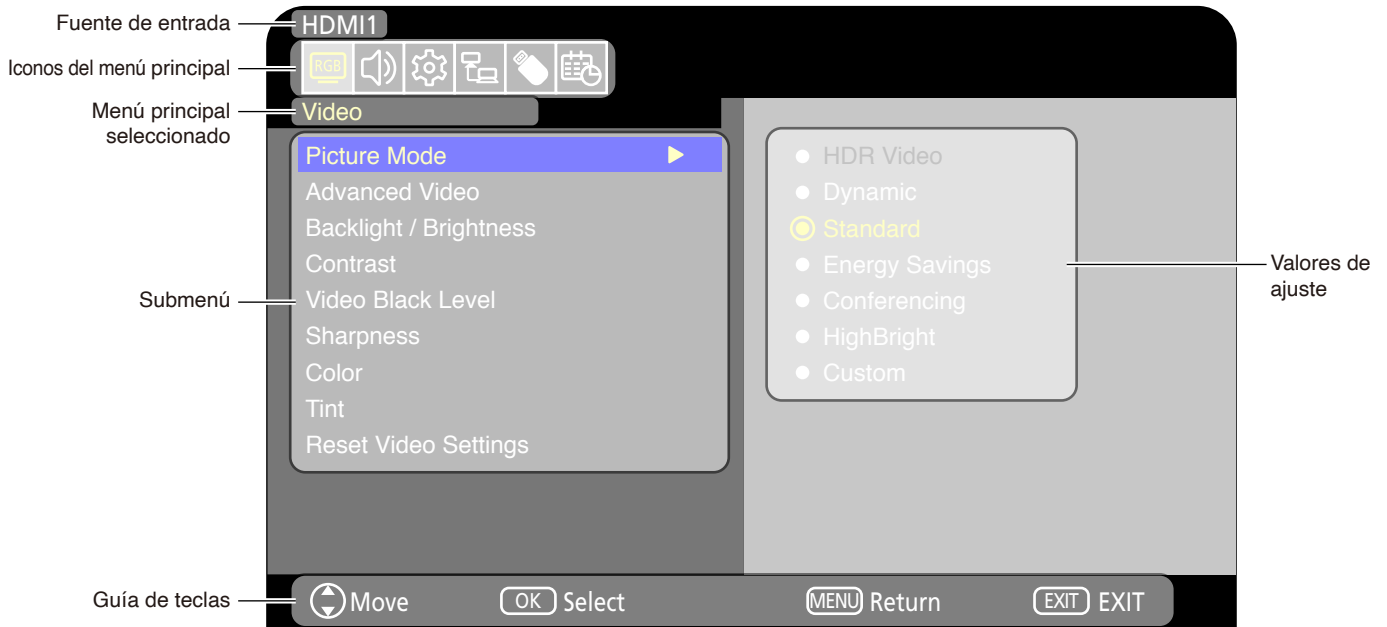 Fuente de entrada
HDMI1
Iconos del menú principal
RGB
Menú principal
seleccionado
Video
Picture Mode
Advanced Video
Backlight / Brightness
Contrast
Submenú
Video Black Level
Sharpness
Color
Tint
Reset Video Settings
HDR Video
Dynamic
Standard
Energy Savings
Conferencing
HighBright
Custom
Valores de
ajuste
Guía de teclas
Move
OK Select
MENU Return
EXIT EXIT